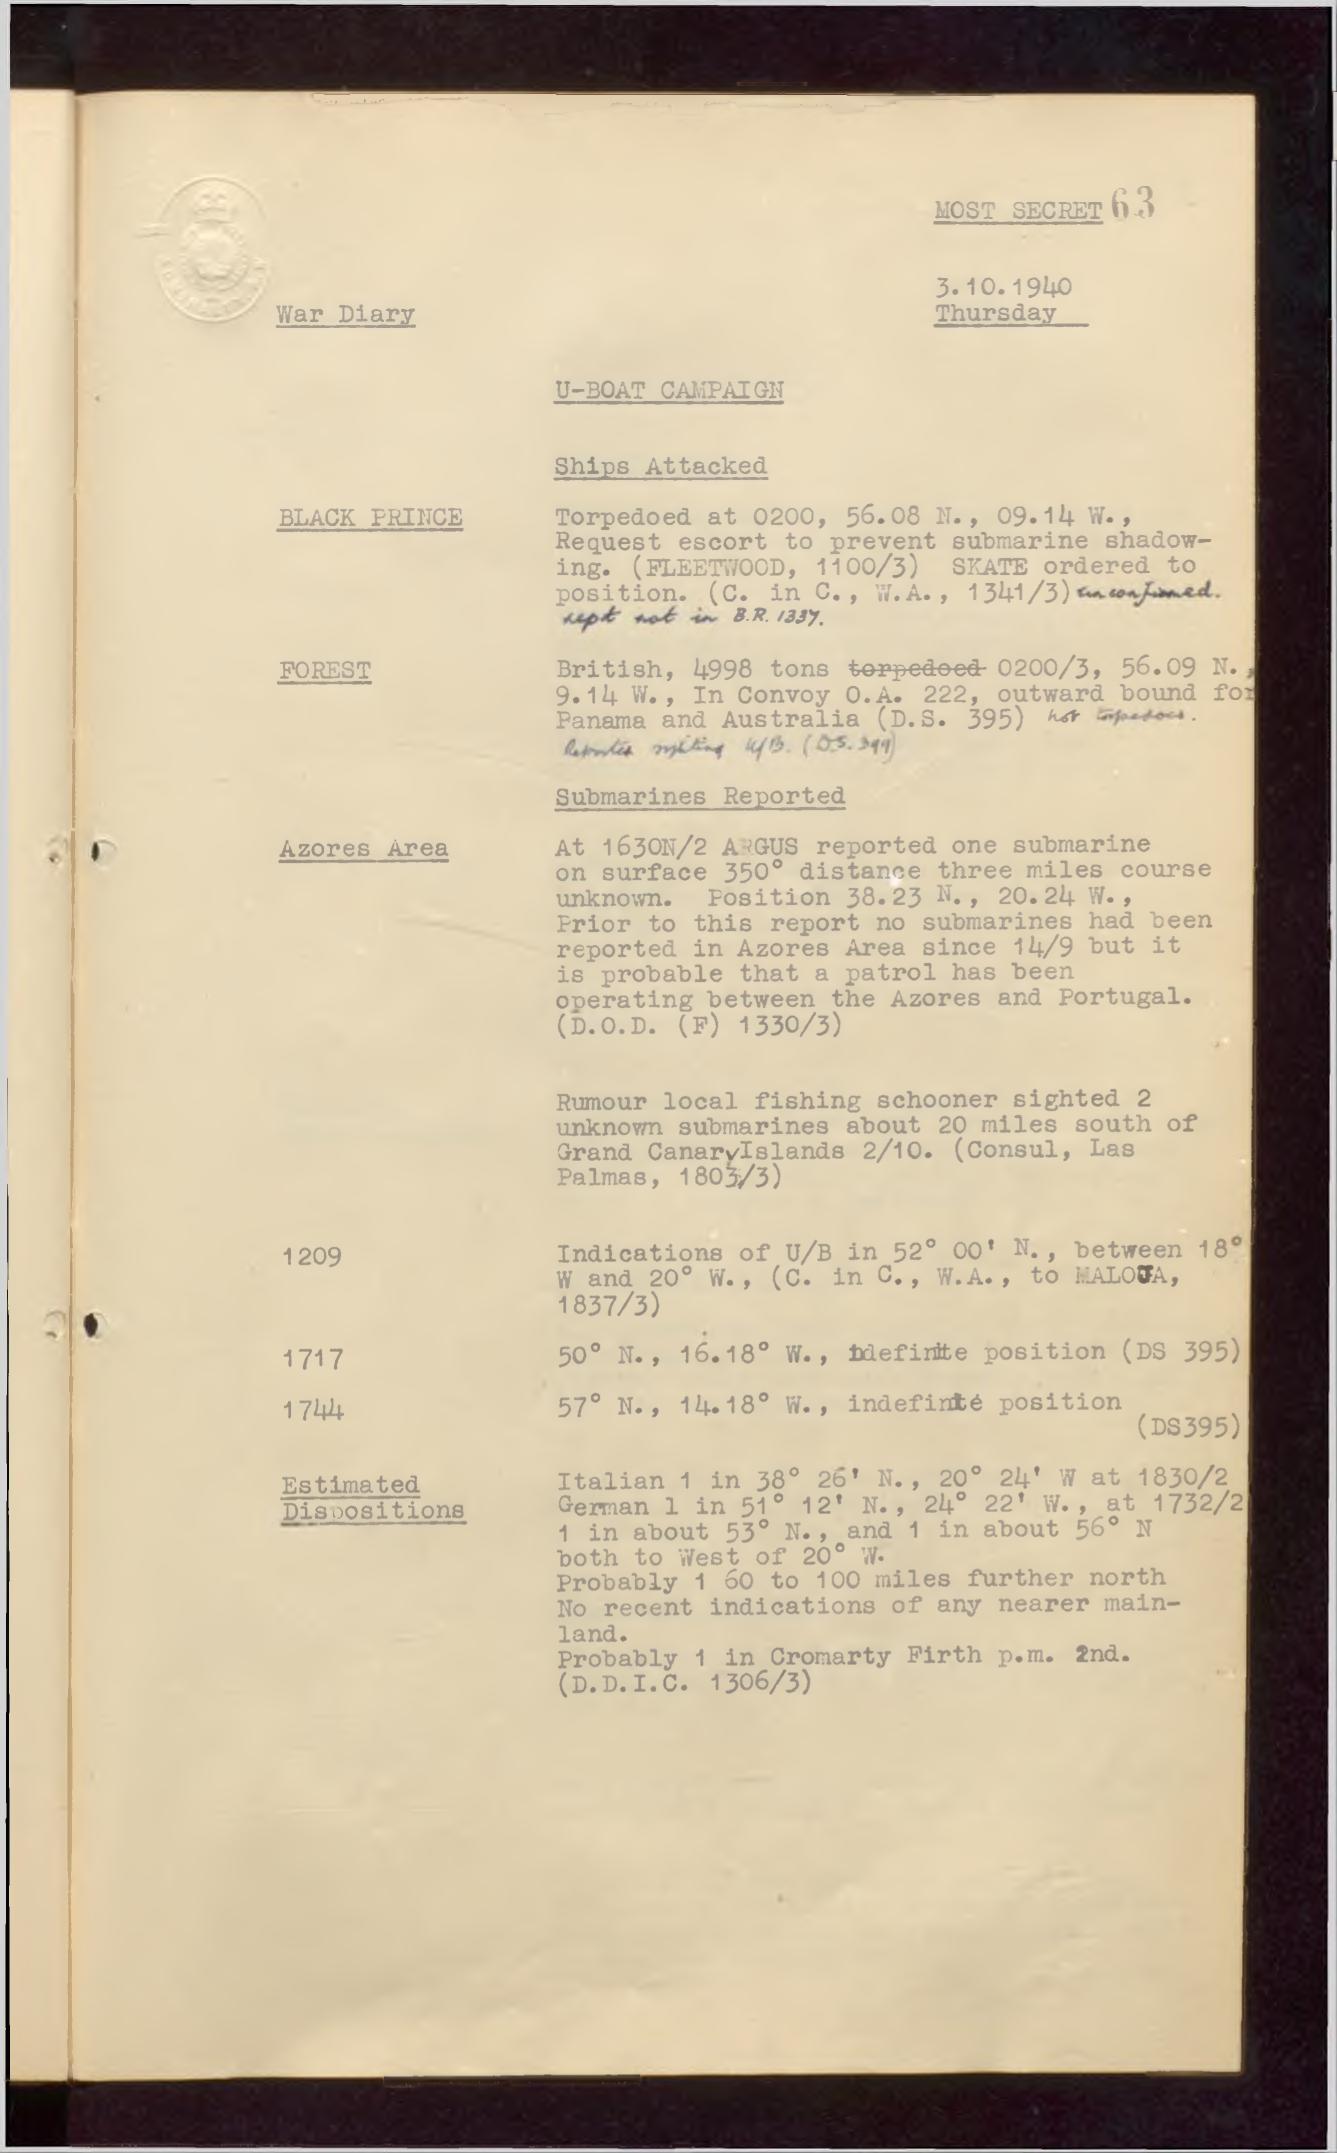 MOST SECRET 63
3.10.1940
War Diary
Thursday
U-BOAT CAMPAIGN
Ships Attacked
BLACK PRINCE
Torpedoed at 0200, 56.08 N., 09.14 W.,
Request escort to prevent submarine shadow-
ing. (FLEETWOOD, 1100/3) SKATE ordered to
position. (C. in C., W.A., 1341/3) unconfirmed.
rept not in B.R. 1337.
FOREST
British, 4998 tons torpedoed 0200/3, 56.09 N.,
9.14 W., In Convoy O.A. 222, outward bound for
Panama and Australia (D.S. 395) not torpedoed.
Reported sighting U/B. (D.S. 399)
Submarines Reported
Azores Area
At 1630N/2 ARGUS reported one submarine
on surface 350° distance three miles course
unknown. Position 38.23 N., 20.24 W.,
Prior to this report no submarines had been
reported in Azores Area since 14/9 but it
is probable that a patrol has been
operating between the Azores and Portugal.
(D.O.D. (F) 1330/3)
Rumour local fishing schooner sighted 2
unknown submarines about 20 miles south of
Grand CanaryIslands 2/10. (Consul, Las
Palmas, 1803/3)
1209
Indications of U/B in 52° 00' N., between 18°
W and 20° W., (C. in C., W.A., to MALOJA,
1837/3)
1717
50° N., 16.18° W., indefinite position (DS 395)
1744
57° N., 14.18° W., indefinite position
(DS395)
Estimated
Dispositions
Italian 1 in 38° 26' N., 20° 24' W at 1830/2
German 1 in 51° 12' N., 24° 22' W., at 1732/2
1 in about 53° N., and 1 in about 56° N
both to West of 20° W.
Probably 1 60 to 100 miles further north
No recent indications of any nearer main-
land.
Probably 1 in Cromarty Firth p.m. 2nd.
(D.D.I.C. 1306/3)